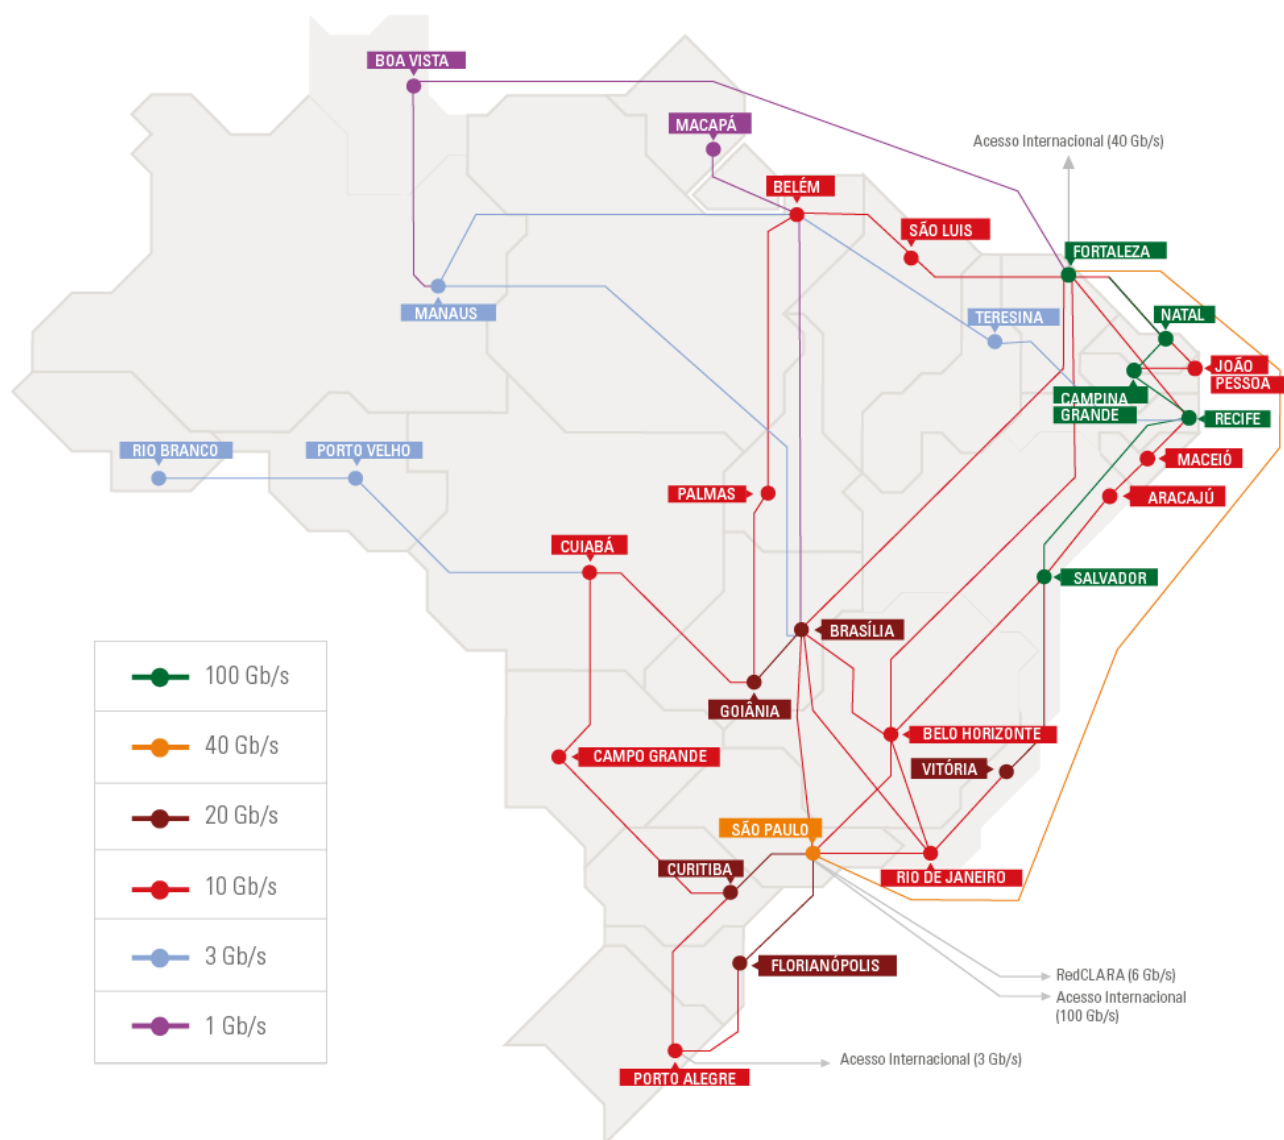 BOA VISTA
MACAPÁ
Acesso Internacional (40 Gb/s)
BELÉM
SÃO LUIS
FORTALEZA
MANAUS
TERESINA
NATAL
JOÃO
PESSOA
CAMPINA
GRANDE
RECIFE
RIO BRANCO
PORTO VELHO
MACEIÓ
PALMAS
ARACAJÚ
CUIABÁ
SALVADOR
BRASÍLIA
100 Gb/s
GOIÂNIA
BELO HORIZONTE
40 Gb/s
CAMPO GRANDE
VITÓRIA
20 Gb/s
SÃO PAULO
CURITIBA
RIO DE JANEIRO
10 Gb/s
3 Gb/s
FLORIANÓPOLIS
RedCLARA (6 Gb/s)
Acesso Internacional
(100 Gb/s)
1 Gb/s
Acesso Internacional (3 Gb/s)
PORTO ALEGRE